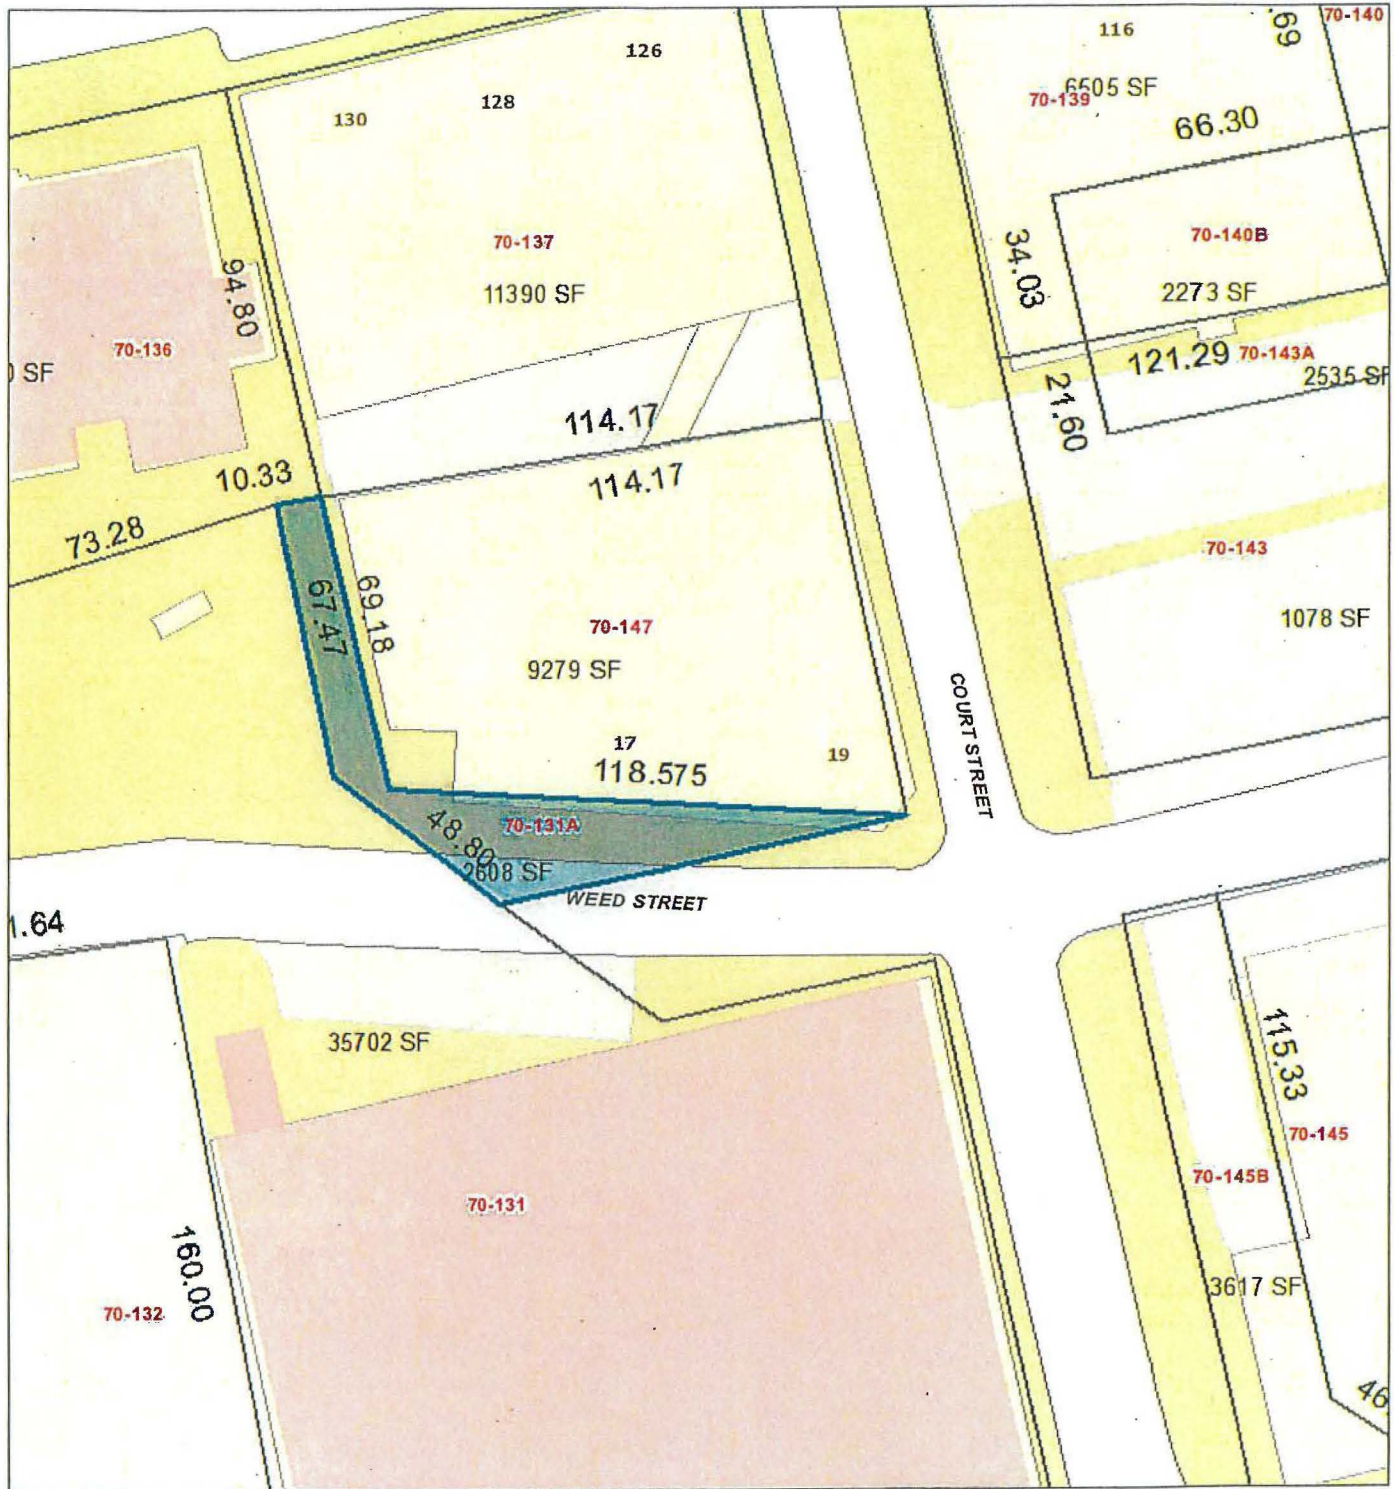 126
116
.69
70-140
128
130
6505 SF
70-139
66.30
70-137
11390 SF
70-140B
2273 SF
34.03
94.80
70-136
SF
121.29
70-143A
2535 SF
21.60
114.17
114.17
10.33
73.28
70-143
67.47
69.18
70-147
9279 SF
1078 SF
17
19
118.575
COURT STREET
70-131A
48.80
2608 SF
WEED STREET
1.64
35702 SF
115.33
70-145
70-145B
70-131
160.00
70-132
3617 SF
46